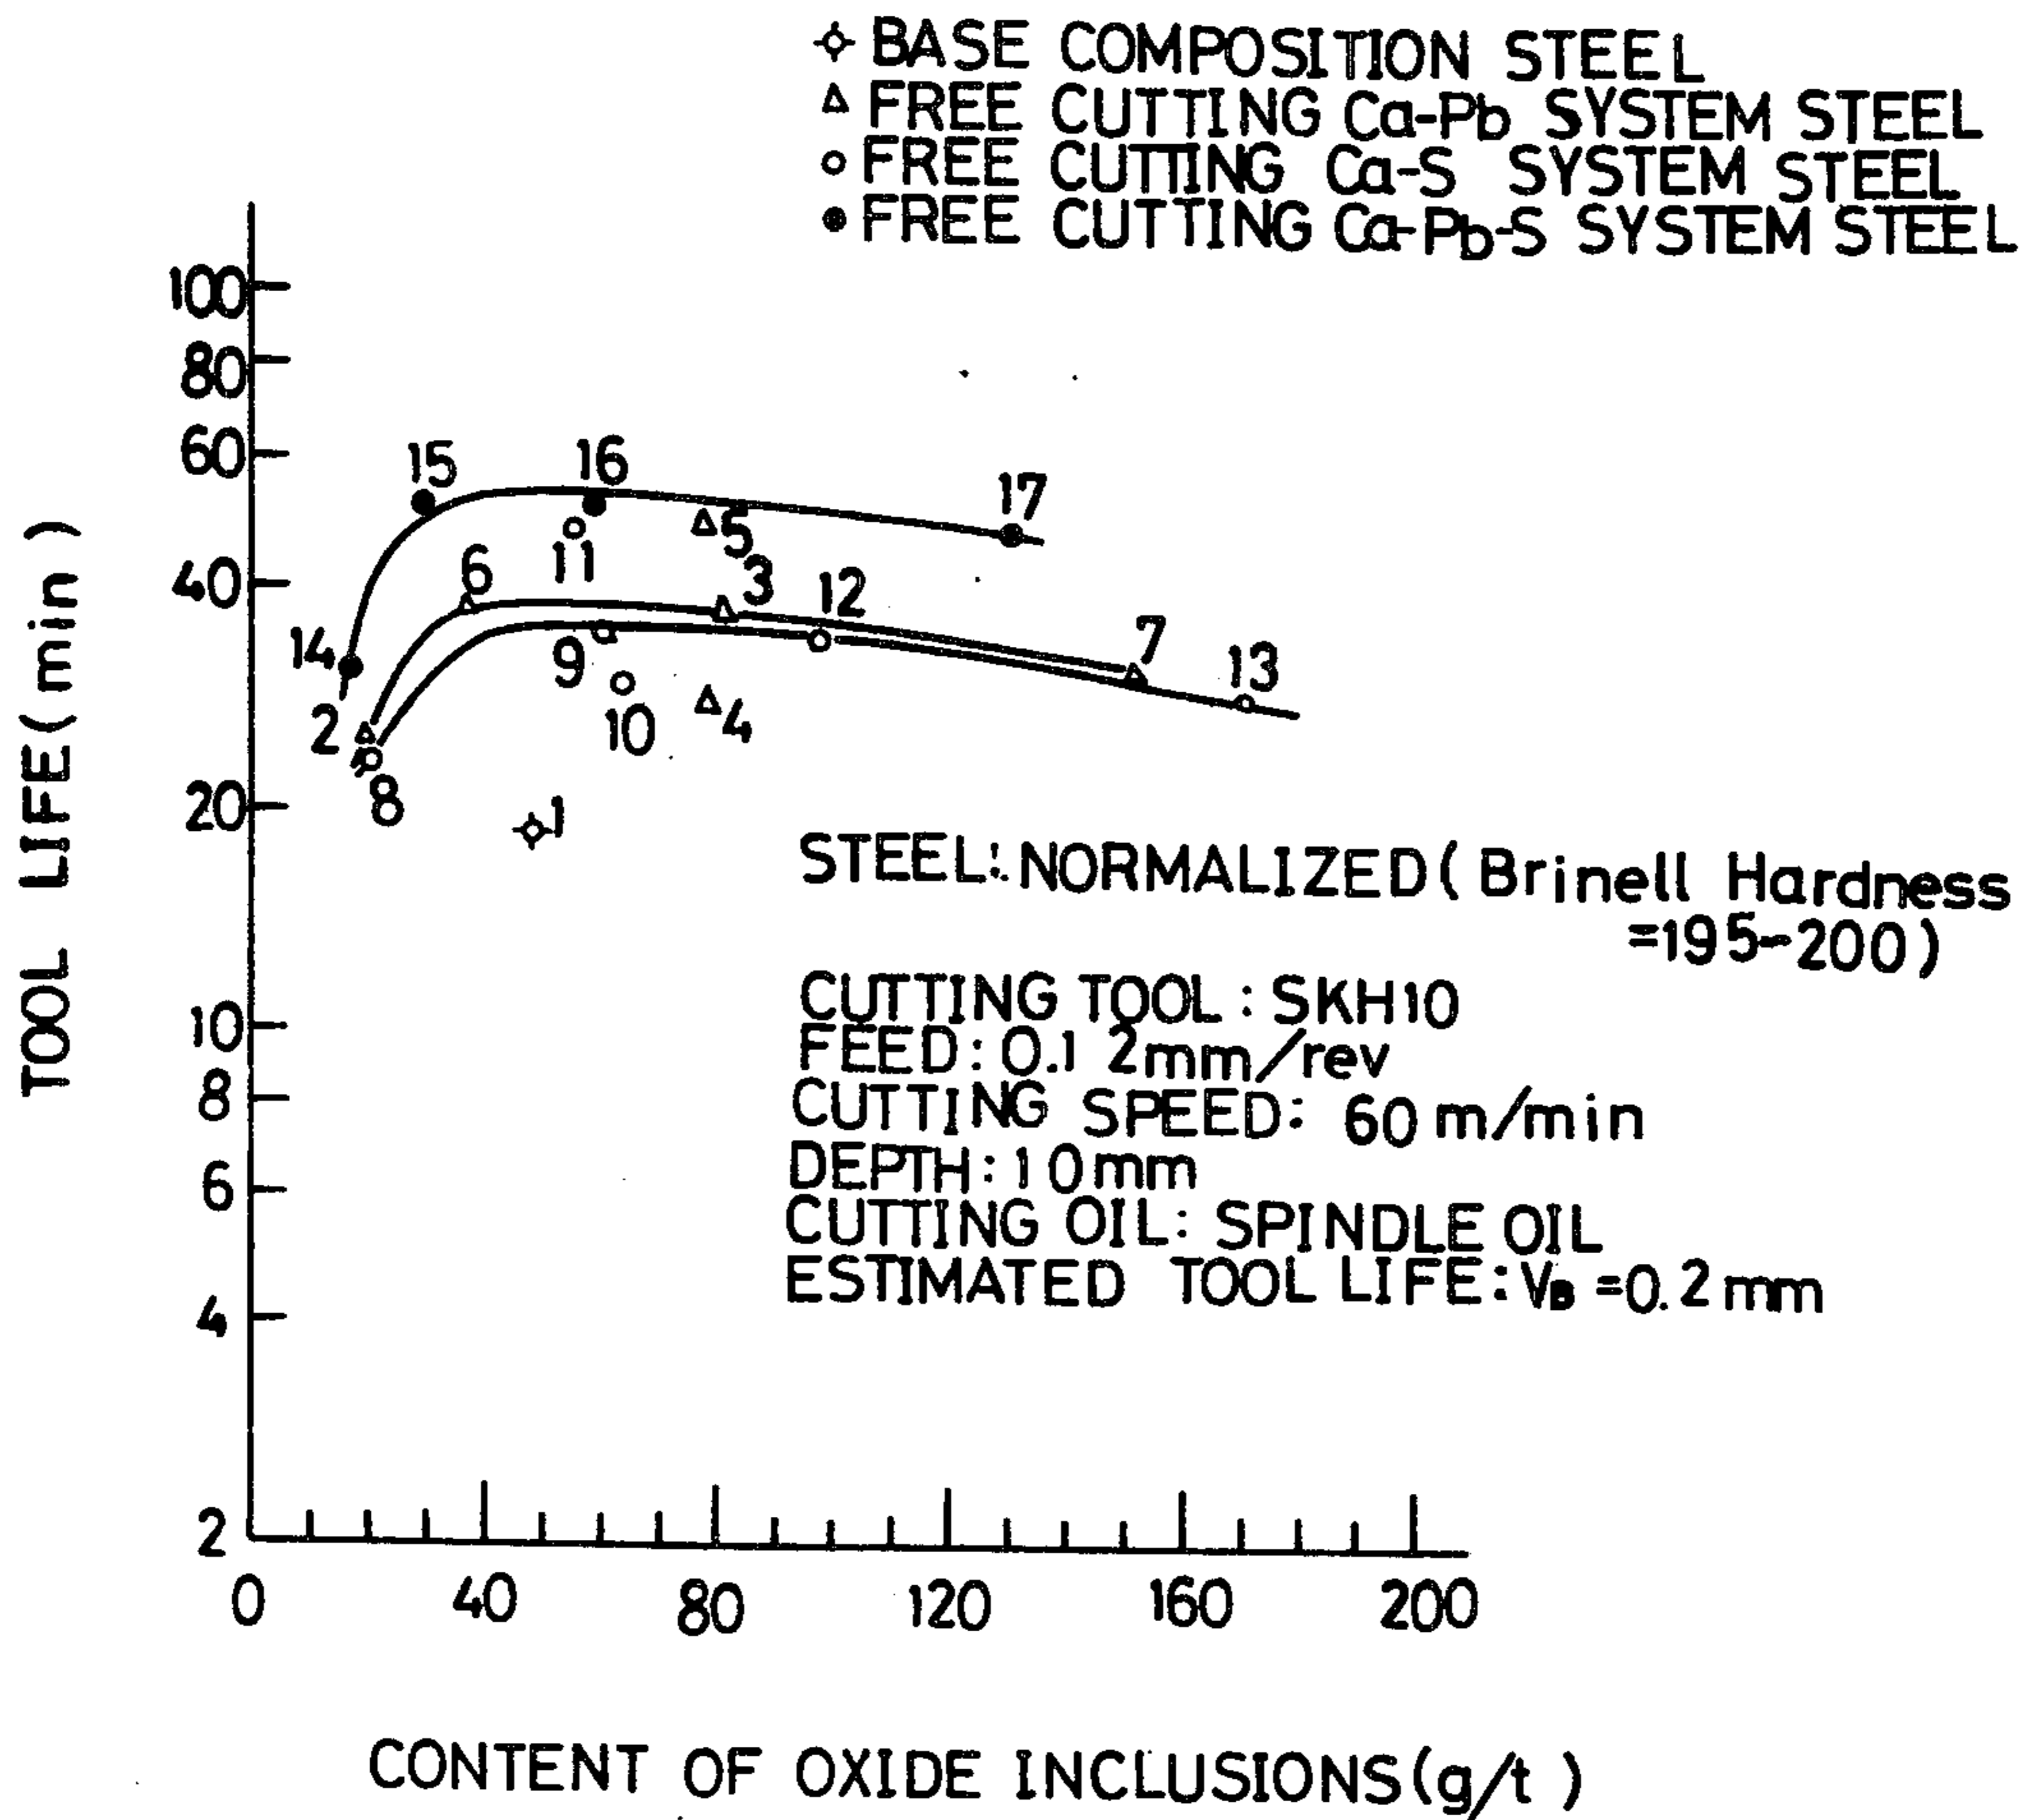 BASE COMPOSITION STEEL
FREE CUTTING Ca-Pb SYSTEM STEEL
FREE CUTTING Ca-S SYSTEM STEEL
FREE CUTTING Ca-Pb-S SYSTEM STEEL
100
80
60
40
20
10
8
6
4
2
TOOL LIFE(min)
15
16
17
11
5
6
3
12
14
9
7
13
2
10
4
8
1
STEEL: NORMALIZED( Brinell Hardness
=195-200)
CUTTING TOOL: SKH10
FEED: 0.12mm/rev
CUTTING SPEED: 60 m/min
DEPTH: 10mm
CUTTING OIL: SPINDLE OIL
ESTIMATED TOOL LIFE: VB =0.2mm
0 40 80 120 160 200
CONTENT OF OXIDE INCLUSIONS(g/t)